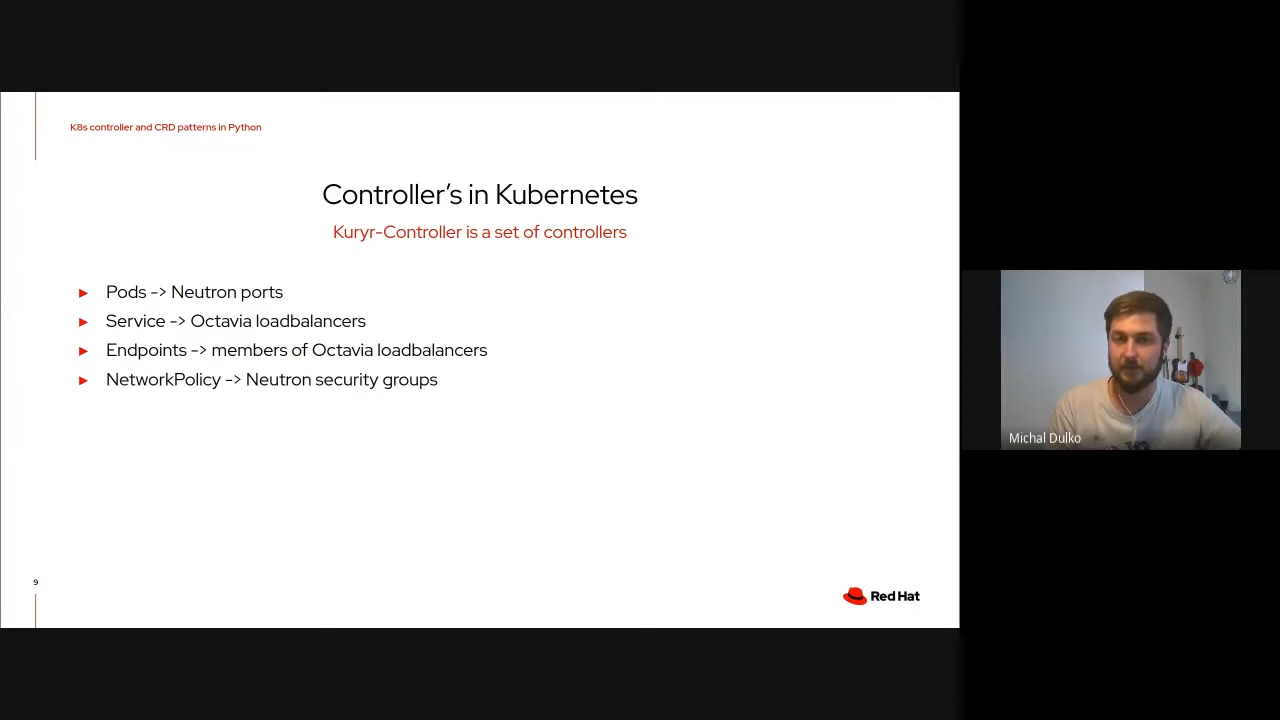 K8s controller and CRD patterns in Python
Controller's in Kubernetes
Kuryr-Controller is a set of controllers
► Pods -> Neutron ports
► Service -> Octavia loadbalancers
► Endpoints -> members of Octavia loadbalancers
► NetworkPolicy -> Neutron security groups
Michal Dulko
9
Red Hat